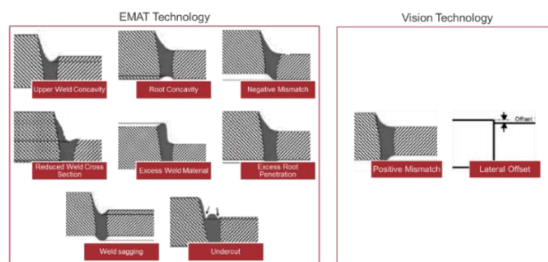 EMAT Technology
Vision Technology
Upper Weld Concavity
Root Concavity
Negative Mismatch
Reduced Weld Cross
Section
Excess Weld Material
Excess Root
Penetration
Weld sagging
Undercut
Positive Mismatch
Offset
Lateral Offset